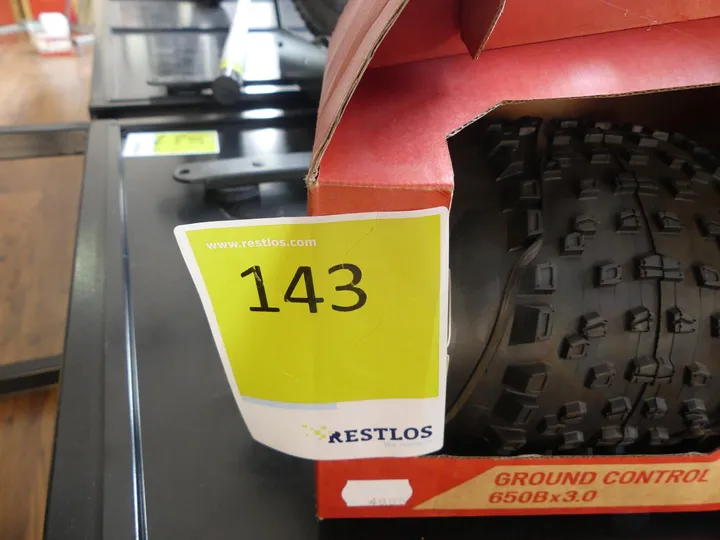 www.restlos.com
143
RESTLOS
GROUND CONTROL
650Bx3.0